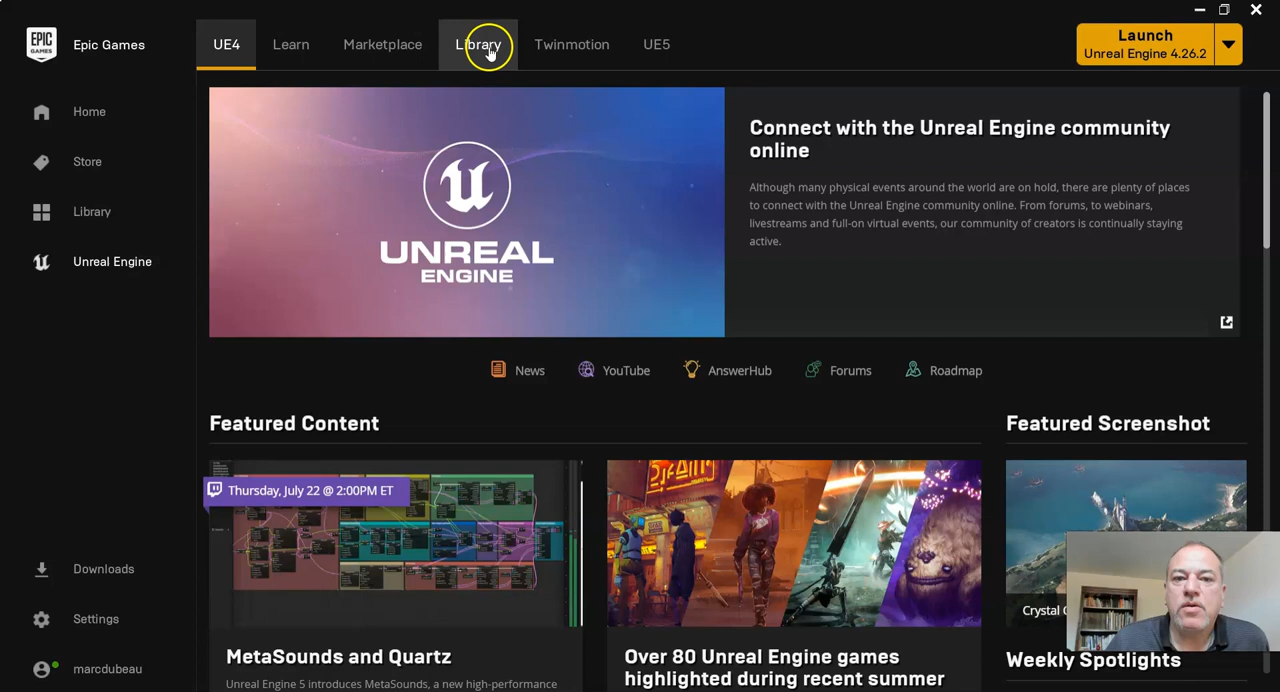 EPIC
GAMES
Epic Games
UE4
Learn
Marketplace
Library
Twinmotion
UE5
Launch
Unreal Engine 4.26.2
Home
Store
Library
Unreal Engine
UNREAL
ENGINE
Connect with the Unreal Engine community
online
Although many physical events around the world are on hold, there are plenty of places
to connect with the Unreal Engine community online. From forums, to webinars,
livestreams and full-on virtual events, our community of creators is continually staying
active.
News
YouTube
AnswerHub
Forums
Roadmap
Featured Content
Featured Screenshot
Thursday, July 22 @ 2:00PM ET
Crystal
MetaSounds and Quartz
Unreal Engine 5 introduces MetaSounds, a new high-performance
Over 80 Unreal Engine games
highlighted during recent summer
Weekly Spotlights
Downloads
Settings
marcdubeau